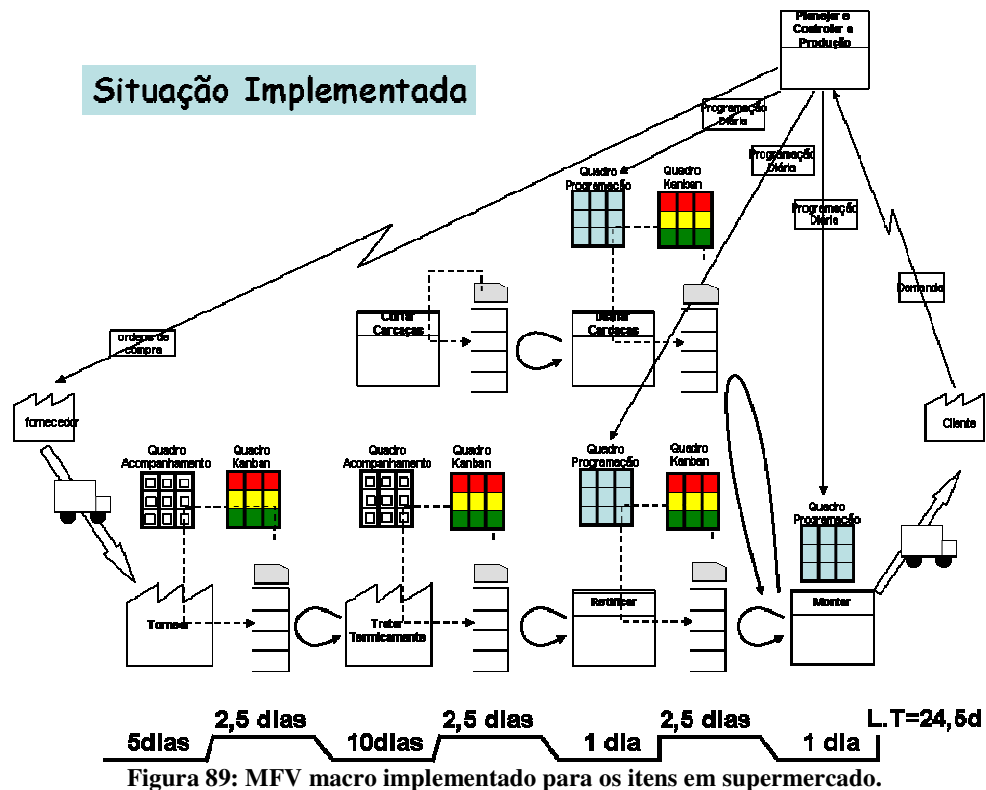 Planejar e
Controlar a
Produção
Situação Implementada
Programação
Diária
Programação
Diária
Programação
Diária
Quadro
Programação
Quadro
Kanban
Demanda
Carcaças
Usinar
Carcaças
ordens de
compra
fornecedor
Cliente
Quadro
Acompanhamento
Quadro
Kanban
Quadro
Acompanhamento
Quadro
Kanban
Quadro
Programação
Quadro
Kanban
Quadro
Programação
Tornear
Tratar
Termicamente
Retificar
Montar
5dias
2,5 dias
10dias
2,5 dias
1 dia
2,5 dias
1 dia
L.T=24,5d
Figura 89: MFV macro implementado para os itens em supermercado.